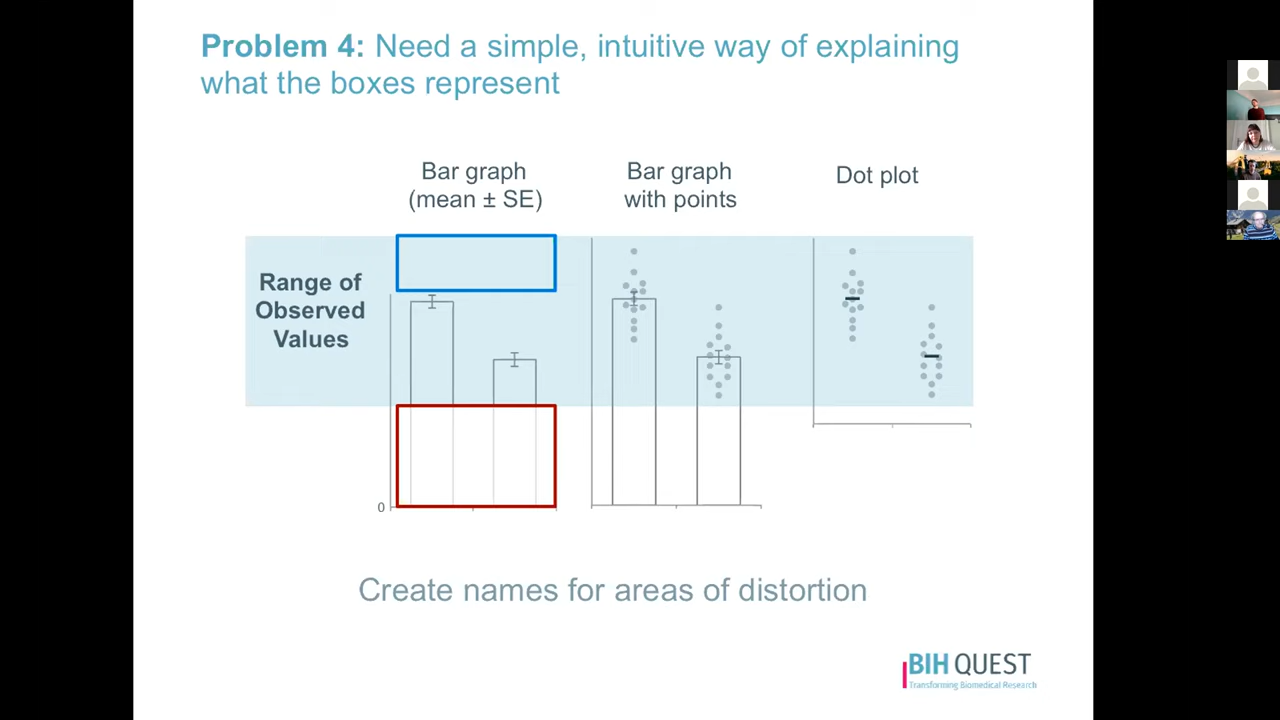 Problem 4: Need a simple, intuitive way of explaining
what the boxes represent
Bar graph
(mean ± SE)
Bar graph
with points
Dot plot
Range of
Observed
Values
0
Create names for areas of distortion
BIH QUEST
Transforming Biomedical Research